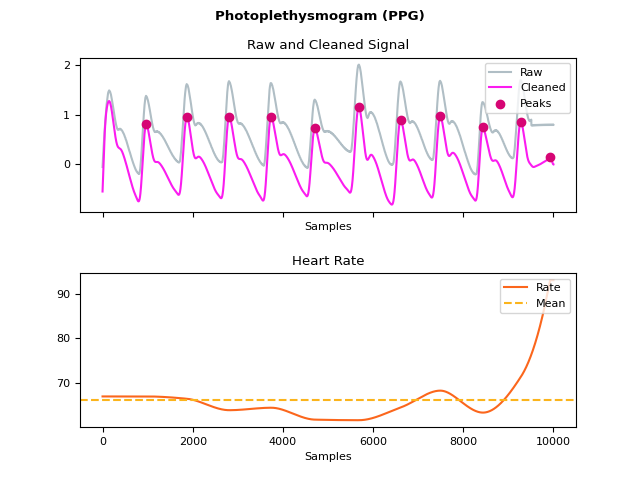 Photoplethysmogram (PPG)
Raw and Cleaned Signal
2
1
0
Raw
Cleaned
Peaks
Samples
Heart Rate
90
80
70
Rate
Mean
0
2000
4000
6000
8000
10000
Samples